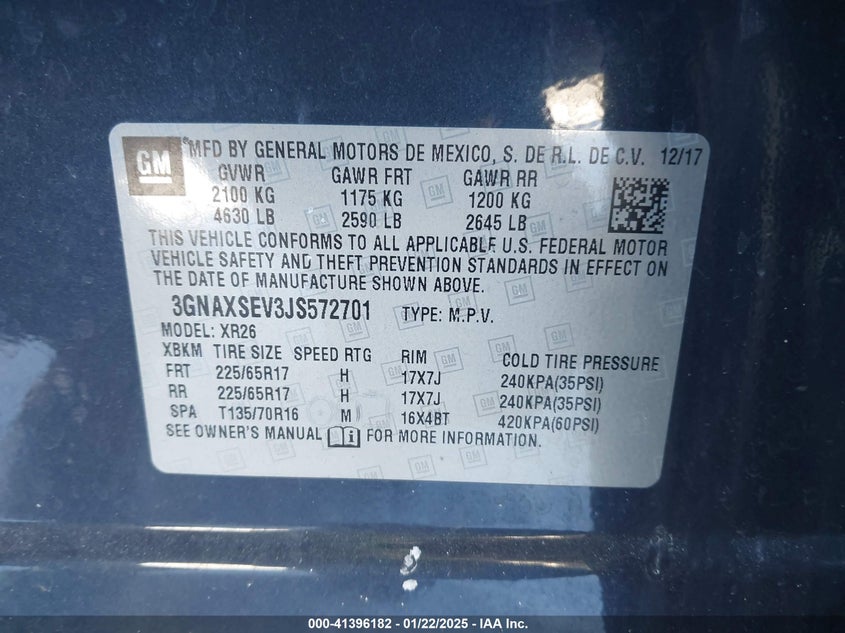 GM
*MFD BY GENERAL MOTORS DE MEXICO, S. DE R.L. DE C.V. 12/17
GVWR GAWR FRT GAWR RR
2100 KG 1175 KG 1200 KG
4630 LB 2590 LB 2645 LB
THIS VEHICLE CONFORMS TO ALL APPLICABLE U.S. FEDERAL MOTOR
VEHICLE SAFETY AND THEFT PREVENTION STANDARDS IN EFFECT ON
THE DATE OF MANUFACTURE SHOWN ABOVE.
3GNAXSEV3JS572701 TYPE: M.P.V.
MODEL: XR26
XBKM TIRE SIZE SPEED RTG RIM COLD TIRE PRESSURE
FRT 225/65R17 H 17X7J 240KPA(35PSI)
RR 225/65R17 H 17X7J 240KPA(35PSI)
SPA T135/70R16 M 16X4BT 420KPA(60PSI)
SEE OWNER'S MANUAL FOR MORE INFORMATION.
000-41396182 - 01/22/2025 - IAA Inc.